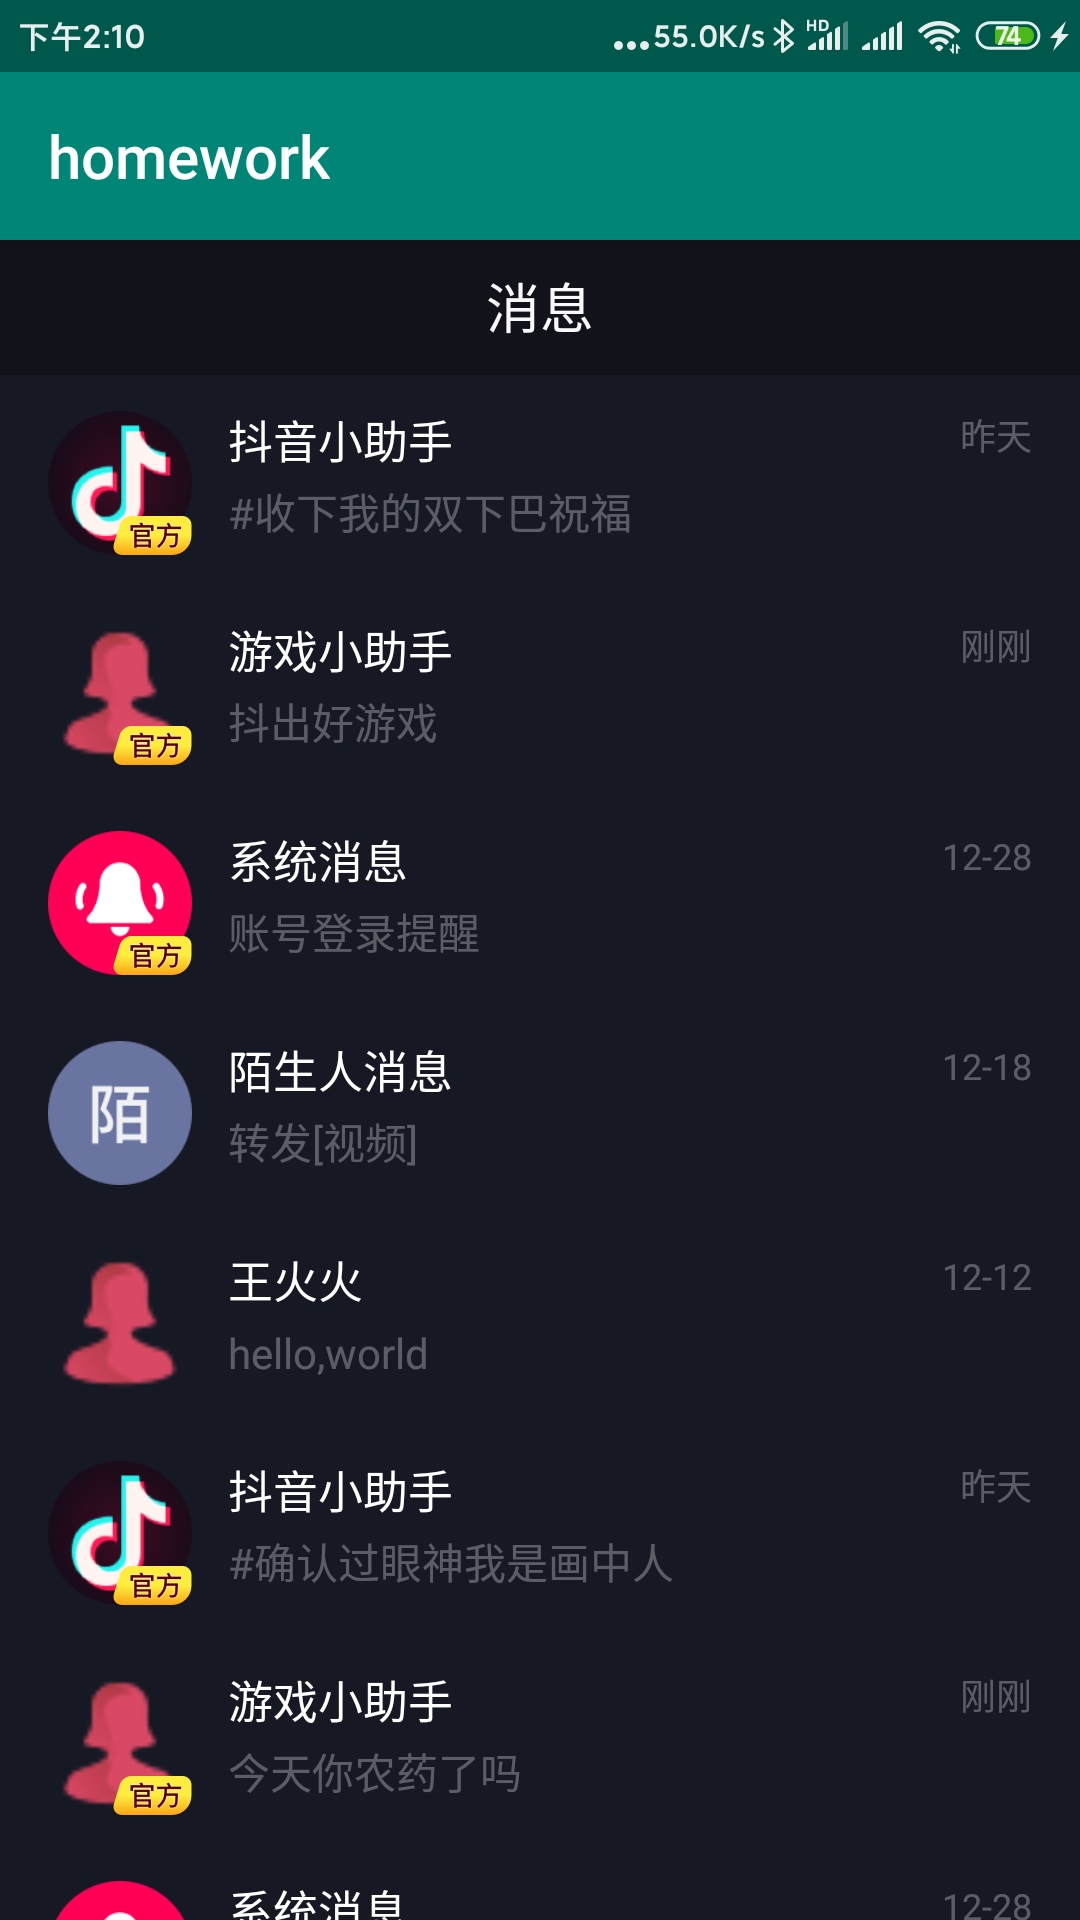 下午2:10
...55.0K/s HD 74
homework
消息
抖音小助手 昨天
#收下我的双下巴祝福
官方
游戏小助手 刚刚
抖出好游戏
官方
系统消息 12-28
账号登录提醒
官方
陌
陌生人消息 12-18
转发[视频]
王火火 12-12
hello,world
抖音小助手 昨天
#确认过眼神我是画中人
官方
游戏小助手 刚刚
今天你农药了吗
官方
系统消息 12-28